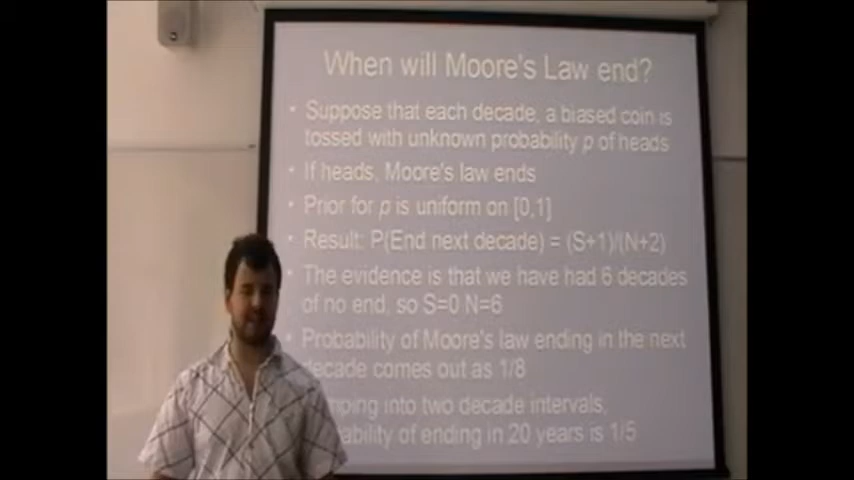 When will Moore's Law end?
• Suppose that each decade, a biased coin is
tossed with unknown probability p of heads
• If heads, Moore's law ends
• Prior for p is uniform on [0,1]
• Result: P(End next decade) = (S+1)/(N+2)
• The evidence is that we have had 6 decades
of no end, so S=0 N=6
• Probability of Moore's law ending in the next
decade comes out as 1/8
into two decade intervals,
of ending in 20 years is 1/5